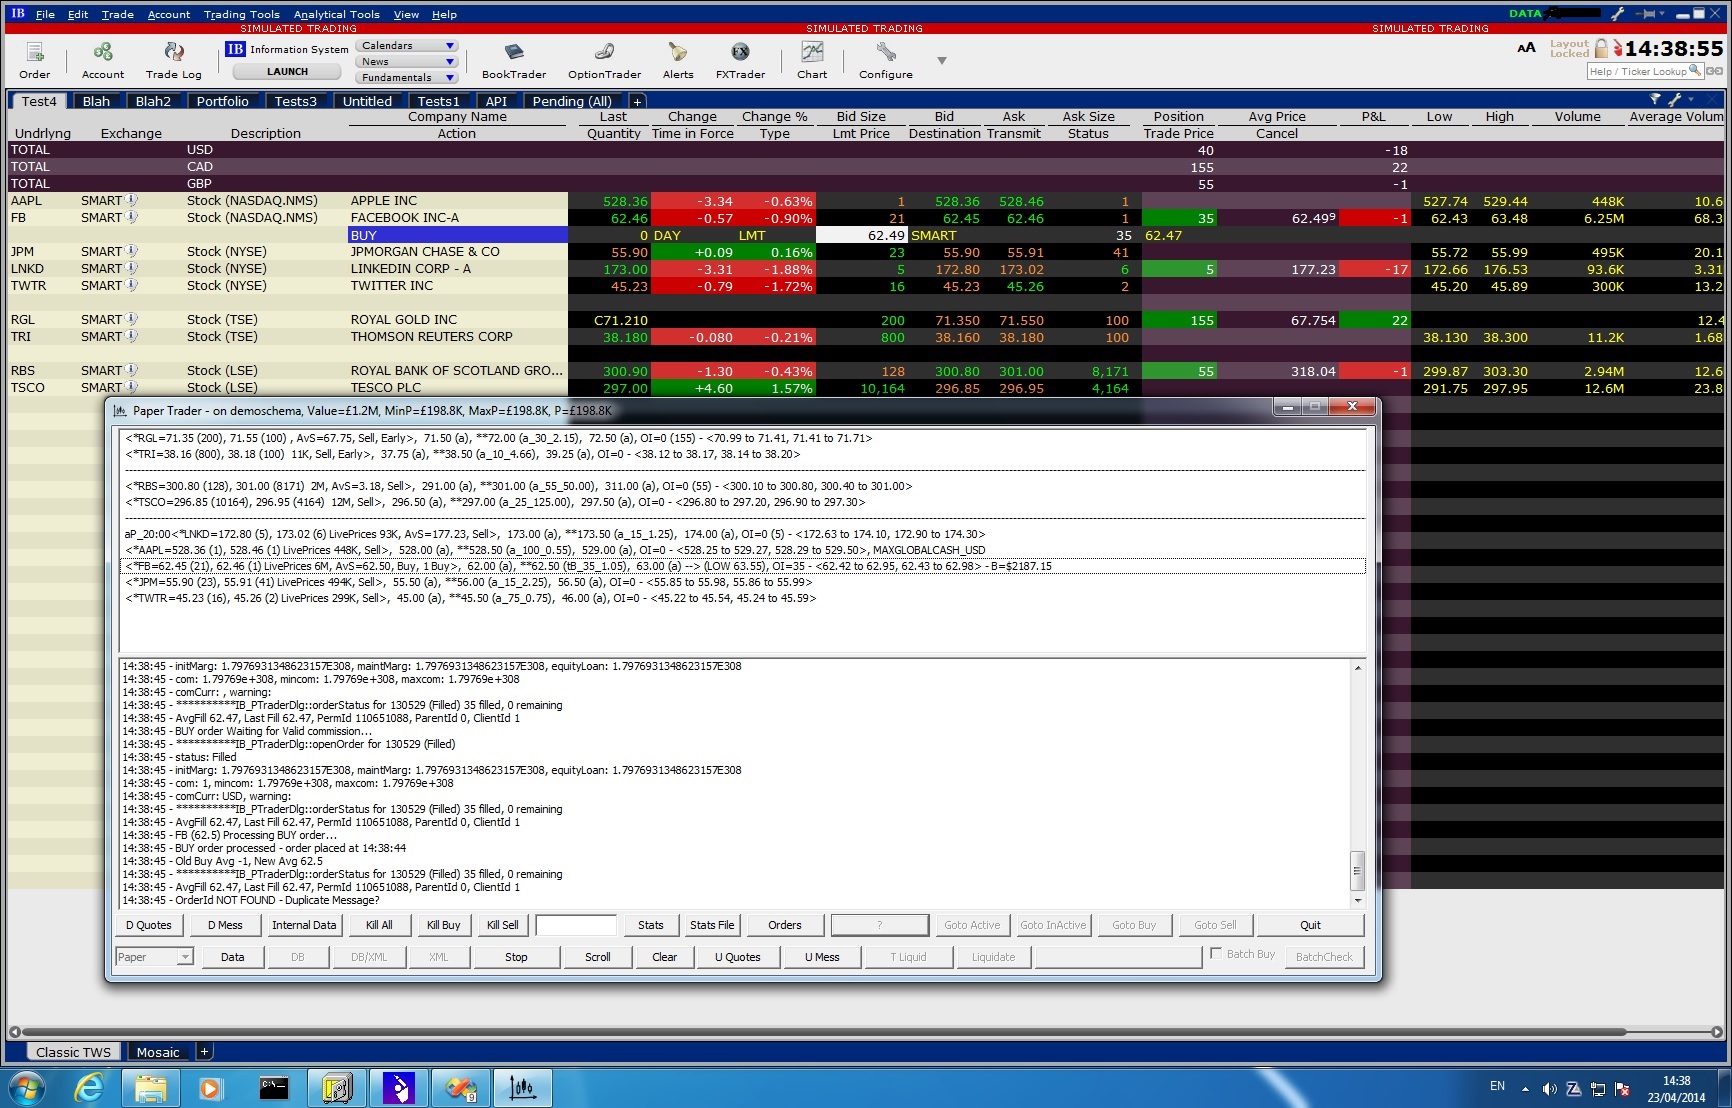 IB File Edit Trade Account Trading Tools Analytical Tools View Help DATA
SIMULATED TRADING SIMULATED TRADING SIMULATED TRADING
Order Account Trade Log IB Information System LAUNCH Calendars News Fundamentals BookTrader OptionTrader Alerts FXTrader Chart Configure AA Layout Locked 14:38:55
Help / Ticker Lookup
Test4 Blah Blah2 Portfolio Tests3 Untitled Tests1 API Pending (All) +
Company Name Last Change Change % Bid Size Bid Ask Ask Size Position Avg Price P&L Low High Volume Average Volum
Undrlyng Exchange Description Action Quantity Time in Force Type Lmt Price Destination Transmit Status Trade Price Cancel
TOTAL USD 40 -18
TOTAL CAD 155 22
TOTAL GBP 55 -1
AAPL SMART Stock (NASDAQ.NMS) APPLE INC 528.36 -3.34 -0.63% 1 528.36 528.46 1 527.74 529.44 448K 10.6
FB SMART Stock (NASDAQ.NMS) FACEBOOK INC-A 62.46 -0.57 -0.90% 21 62.45 62.46 1 35 62.49⁹ -1 62.43 63.48 6.25M 68.3
BUY 0 DAY LMT 62.49 SMART 35 62.47
JPM SMART Stock (NYSE) JPMORGAN CHASE & CO 55.90 +0.09 0.16% 23 55.90 55.91 41 55.72 55.99 495K 20.1
LNKD SMART Stock (NYSE) LINKEDIN CORP - A 173.00 -3.31 -1.88% 5 172.80 173.02 6 5 177.23 -17 172.66 176.53 93.6K 3.31
TWTR SMART Stock (NYSE) TWITTER INC 45.23 -0.79 -1.72% 16 45.23 45.26 2 45.20 45.89 300K 13.2
RGL SMART Stock (TSE) ROYAL GOLD INC C71.210 200 71.350 71.550 100 155 67.754 22 12.4
TRI SMART Stock (TSE) THOMSON REUTERS CORP 38.180 -0.080 -0.21% 800 38.160 38.180 100 38.130 38.300 11.2K 1.68
RBS SMART Stock (LSE) ROYAL BANK OF SCOTLAND GRO... 300.90 -1.30 -0.43% 128 300.80 301.00 8,171 55 318.04 -1 299.87 303.30 2.94M 12.6
TSCO SMART Stock (LSE) TESCO PLC 297.00 +4.60 1.57% 10,164 296.85 296.95 4,164 291.75 297.95 12.6M 23.8
Paper Trader - on demoschema, Value=£1.2M, MinP=£198.8K, MaxP=£198.8K, P=£198.8K
<*RGL=71.35 (200), 71.55 (100) , AvS=67.75, Sell, Early>, 71.50 (a), **72.00 (a_30_2.15), 72.50 (a), OI=0 (155) - <70.99 to 71.41, 71.41 to 71.71>
<*TRI=38.16 (800), 38.18 (100) 11K, Sell, Early>, 37.75 (a), **38.50 (a_10_4.66), 39.25 (a), OI=0 - <38.12 to 38.17, 38.14 to 38.20>
<*RBS=300.80 (128), 301.00 (8171) 2M, AvS=3.18, Sell>, 291.00 (a), **301.00 (a_55_50.00), 311.00 (a), OI=0 (55) - <300.10 to 300.80, 300.40 to 301.00>
<*TSCO=296.85 (10164), 296.95 (4164) 12M, Sell>, 296.50 (a), **297.00 (a_25_125.00), 297.50 (a), OI=0 - <296.80 to 297.20, 296.90 to 297.30>
aP_20:00<*LNKD=172.80 (5), 173.02 (6) LivePrices 93K, AvS=177.23, Sell>, 173.00 (a), **173.50 (a_15_1.25), 174.00 (a), OI=0 (5) - <172.63 to 174.10, 172.90 to 174.30>
<*AAPL=528.36 (1), 528.46 (1) LivePrices 448K, Sell>, 528.00 (a), **528.50 (a_100_0.55), 529.00 (a), OI=0 - <528.25 to 529.27, 528.29 to 529.50>, MAXGLOBALCASH_USD
<*FB=62.45 (21), 62.46 (1) LivePrices 6M, AvS=62.50, Buy, 1 Buy>, 62.00 (a), **62.50 (tB_35_1.05), 63.00 (a) --> (LOW 63.55), OI=35 - <62.42 to 62.95, 62.43 to 62.98> - B=$2187.15
<*JPM=55.90 (23), 55.91 (41) LivePrices 494K, Sell>, 55.50 (a), **56.00 (a_15_2.25), 56.50 (a), OI=0 - <55.85 to 55.98, 55.86 to 55.99>
<*TWTR=45.23 (16), 45.26 (2) LivePrices 299K, Sell>, 45.00 (a), **45.50 (a_75_0.75), 46.00 (a), OI=0 - <45.22 to 45.54, 45.24 to 45.59>
14:38:45 - initMarg: 1.7976931348623157E308, maintMarg: 1.7976931348623157E308, equityLoan: 1.7976931348623157E308
14:38:45 - com: 1.79769e+308, mincom: 1.79769e+308, maxcom: 1.79769e+308
14:38:45 - comCurr: , warning:
14:38:45 - **********IB_PTraderDlg::orderStatus for 130529 (Filled) 35 filled, 0 remaining
14:38:45 - AvgFill 62.47, Last Fill 62.47, PermId 110651088, ParentId 0, ClientId 1
14:38:45 - BUY order Waiting for Valid commission...
14:38:45 - **********IB_PTraderDlg::openOrder for 130529 (Filled)
14:38:45 - status: Filled
14:38:45 - initMarg: 1.7976931348623157E308, maintMarg: 1.7976931348623157E308, equityLoan: 1.7976931348623157E308
14:38:45 - com: 1, mincom: 1.79769e+308, maxcom: 1.79769e+308
14:38:45 - comCurr: USD, warning:
14:38:45 - **********IB_PTraderDlg::orderStatus for 130529 (Filled) 35 filled, 0 remaining
14:38:45 - AvgFill 62.47, Last Fill 62.47, PermId 110651088, ParentId 0, ClientId 1
14:38:45 - FB (62.5) Processing BUY order...
14:38:45 - BUY order processed - order placed at 14:38:44
14:38:45 - Old Buy Avg -1, New Avg 62.5
14:38:45 - **********IB_PTraderDlg::orderStatus for 130529 (Filled) 35 filled, 0 remaining
14:38:45 - AvgFill 62.47, Last Fill 62.47, PermId 110651088, ParentId 0, ClientId 1
14:38:45 - OrderId NOT FOUND - Duplicate Message?
D Quotes D Mess Internal Data Kill All Kill Buy Kill Sell Stats Stats File Orders ? Goto Active Goto InActive Goto Buy Goto Sell Quit
Paper Data DB DB/XML XML Stop Scroll Clear U Quotes U Mess T Liquid Liquidate Batch Buy BatchCheck
Classic TWS Mosaic +
EN 14:38
23/04/2014